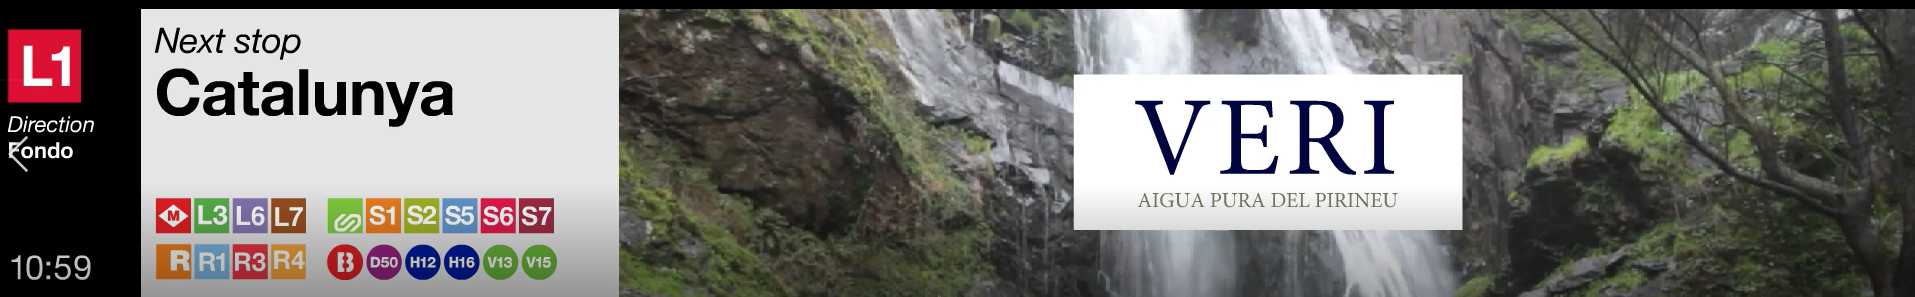 L1
Direction
Fondo
10:59
Next stop
Catalunya
M L3 L6 L7 S1 S2 S5 S6 S7
R R1 R3 R4 B D50 H12 H16 V13 V15
VERI
AIGUA PURA DEL PIRINEU